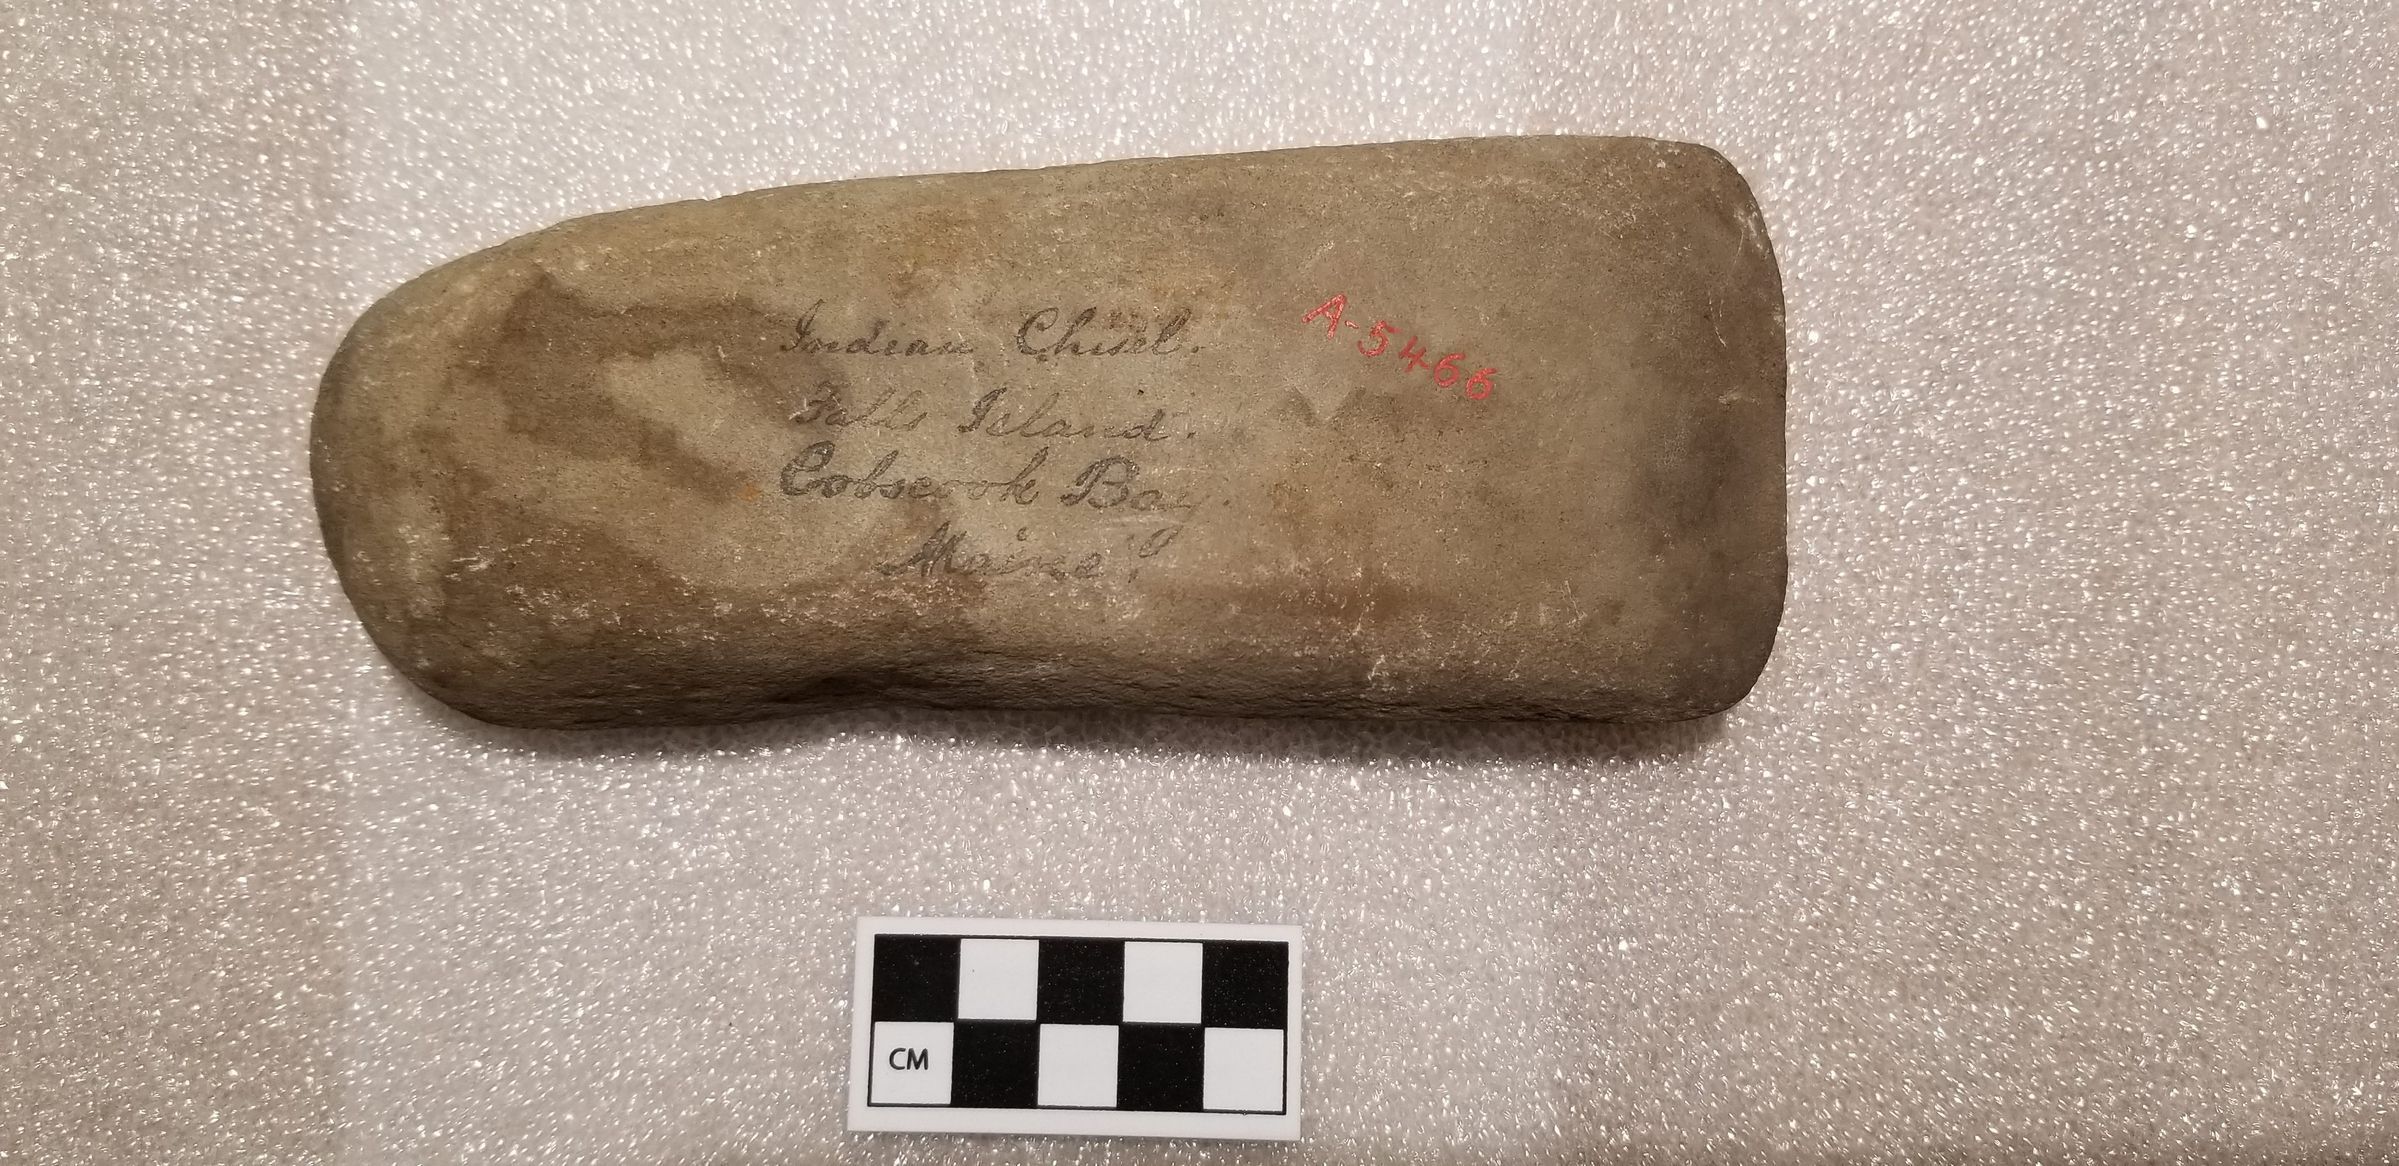 Indian Chisel.
A-5466
Falls Island.
Cobscook Bay.
Maine.
CM